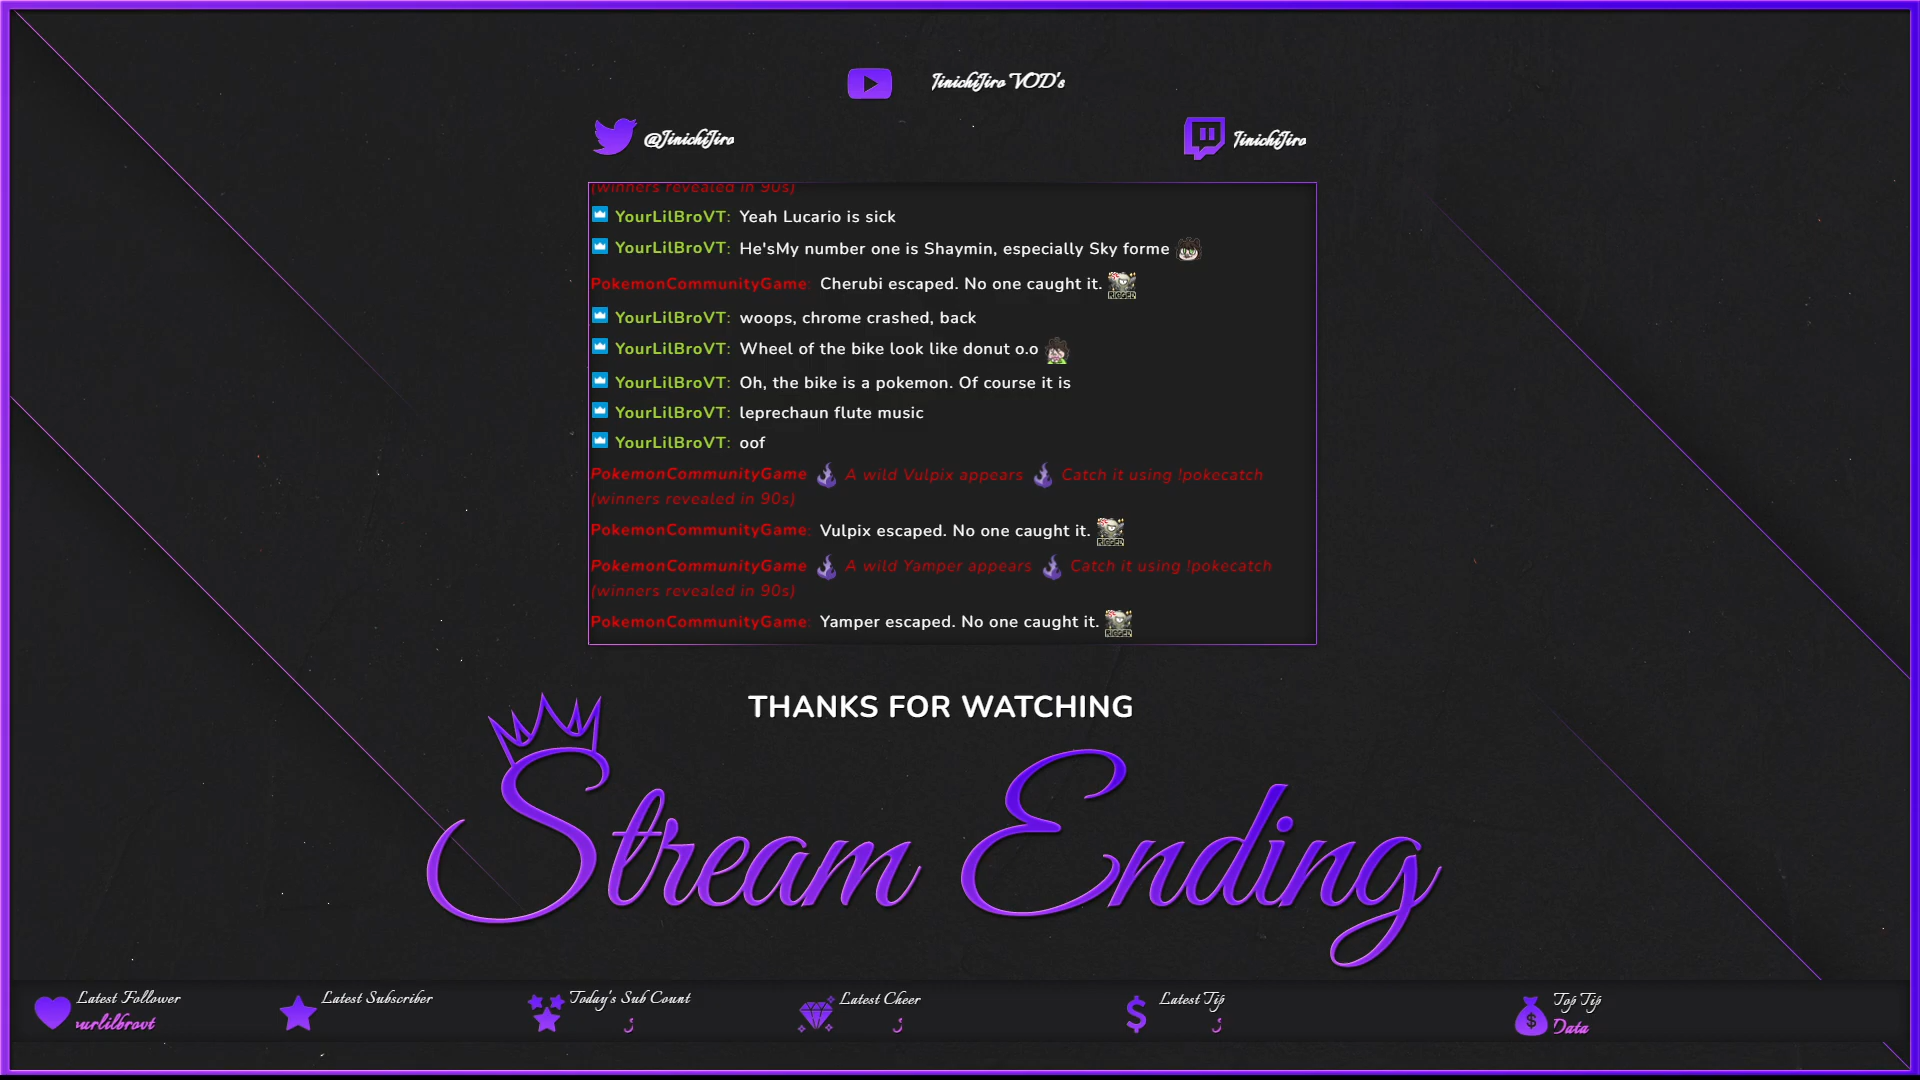 JinichiJiro VOD's
@JinichiJiro
JinichiJiro
(winners revealed in 90s)
YourLilBroVT: Yeah Lucario is sick
YourLilBroVT: He'sMy number one is Shaymin, especially Sky forme
PokemonCommunityGame: Cherubi escaped. No one caught it.
YourLilBroVT: woops, chrome crashed, back
YourLilBroVT: Wheel of the bike look like donut o.o
YourLilBroVT: Oh, the bike is a pokemon. Of course it is
YourLilBroVT: leprechaun flute music
YourLilBroVT: oof
PokemonCommunityGame A wild Vulpix appears Catch it using !pokecatch
(winners revealed in 90s)
PokemonCommunityGame: Vulpix escaped. No one caught it.
PokemonCommunityGame A wild Yamper appears Catch it using !pokecatch
(winners revealed in 90s)
PokemonCommunityGame: Yamper escaped. No one caught it.
THANKS FOR WATCHING
Stream Ending
Latest Follower
Latest Subscriber
Today's Sub Count
Latest Cheer
Latest Tip
Top Tip
urlilbrovt
Data